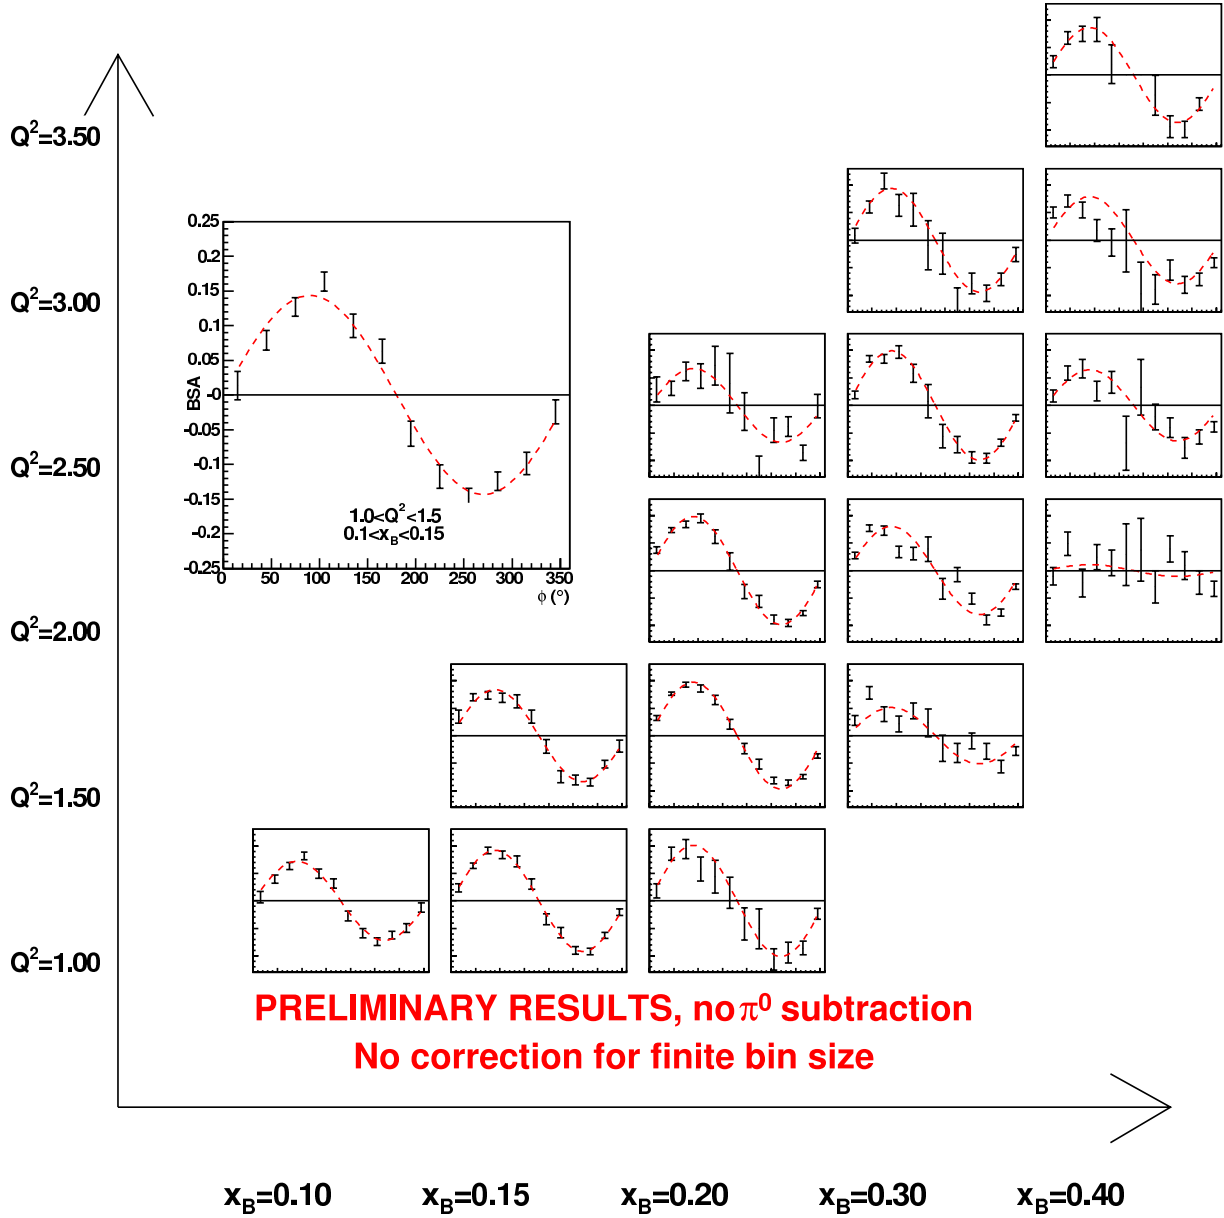 Q²=3.50
Q²=3.00
Q²=2.50
Q²=2.00
Q²=1.50
Q²=1.00
0.25
0.2
0.15
0.1
0.05
-0
-0.05
-0.1
-0.15
-0.2
-0.25
BSA
1.0<Q²<1.5
0.1<x_B<0.15
0 50 100 150 200 250 300 350
ϕ (°)
PRELIMINARY RESULTS, no π⁰ subtraction
No correction for finite bin size
x_B=0.10 x_B=0.15 x_B=0.20 x_B=0.30 x_B=0.40